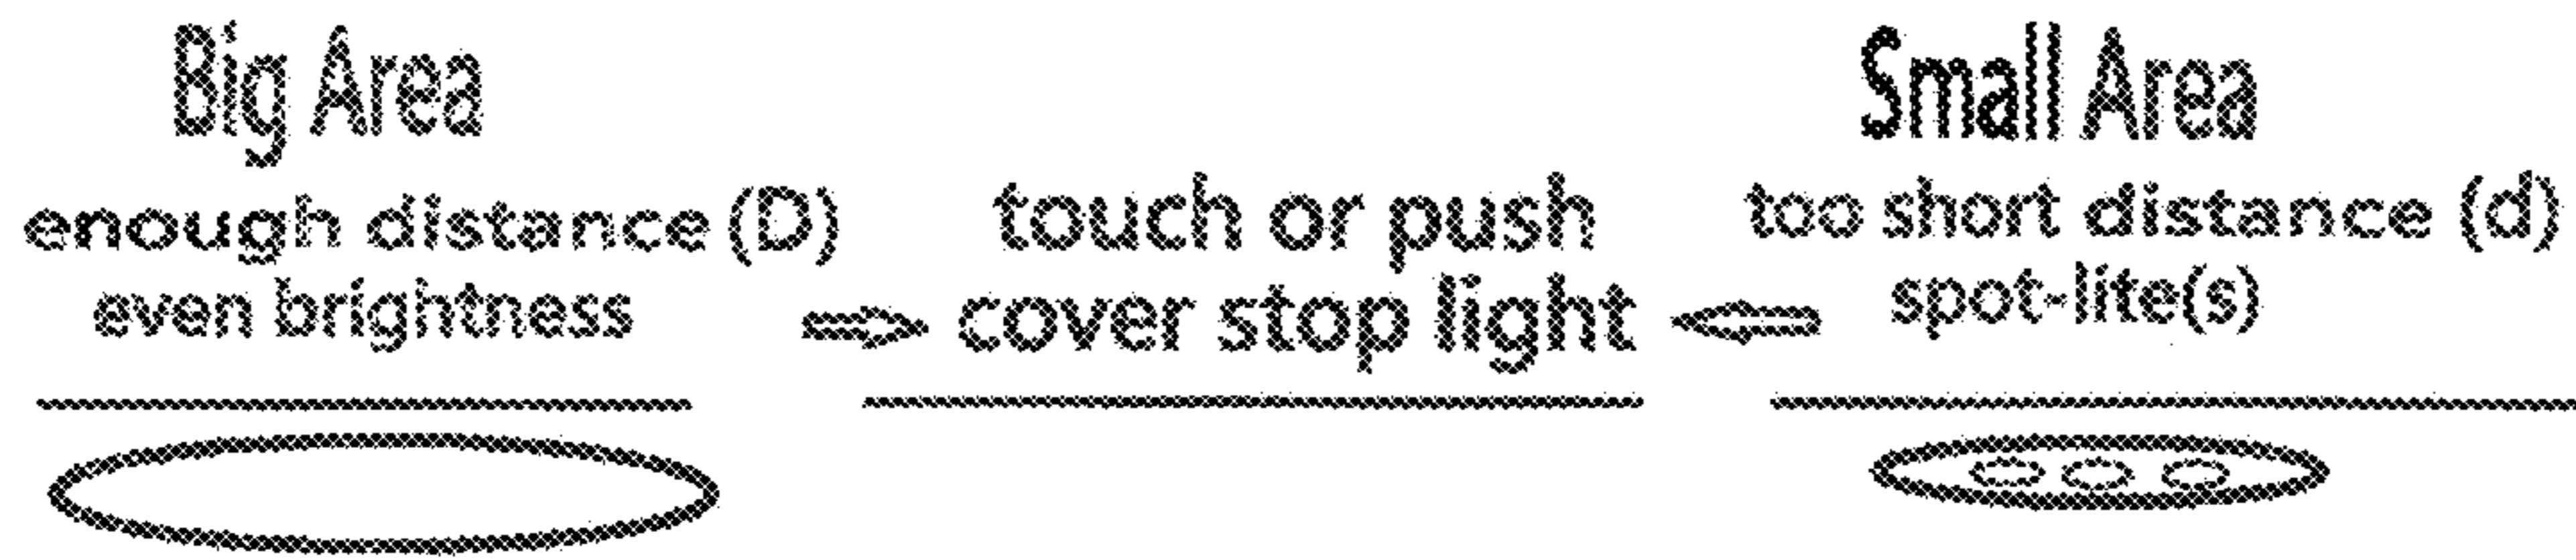 Big Area
enough distance (D)
even brightness
touch or push
cover stop light
Small Area
too short distance (d)
spot-lite(s)